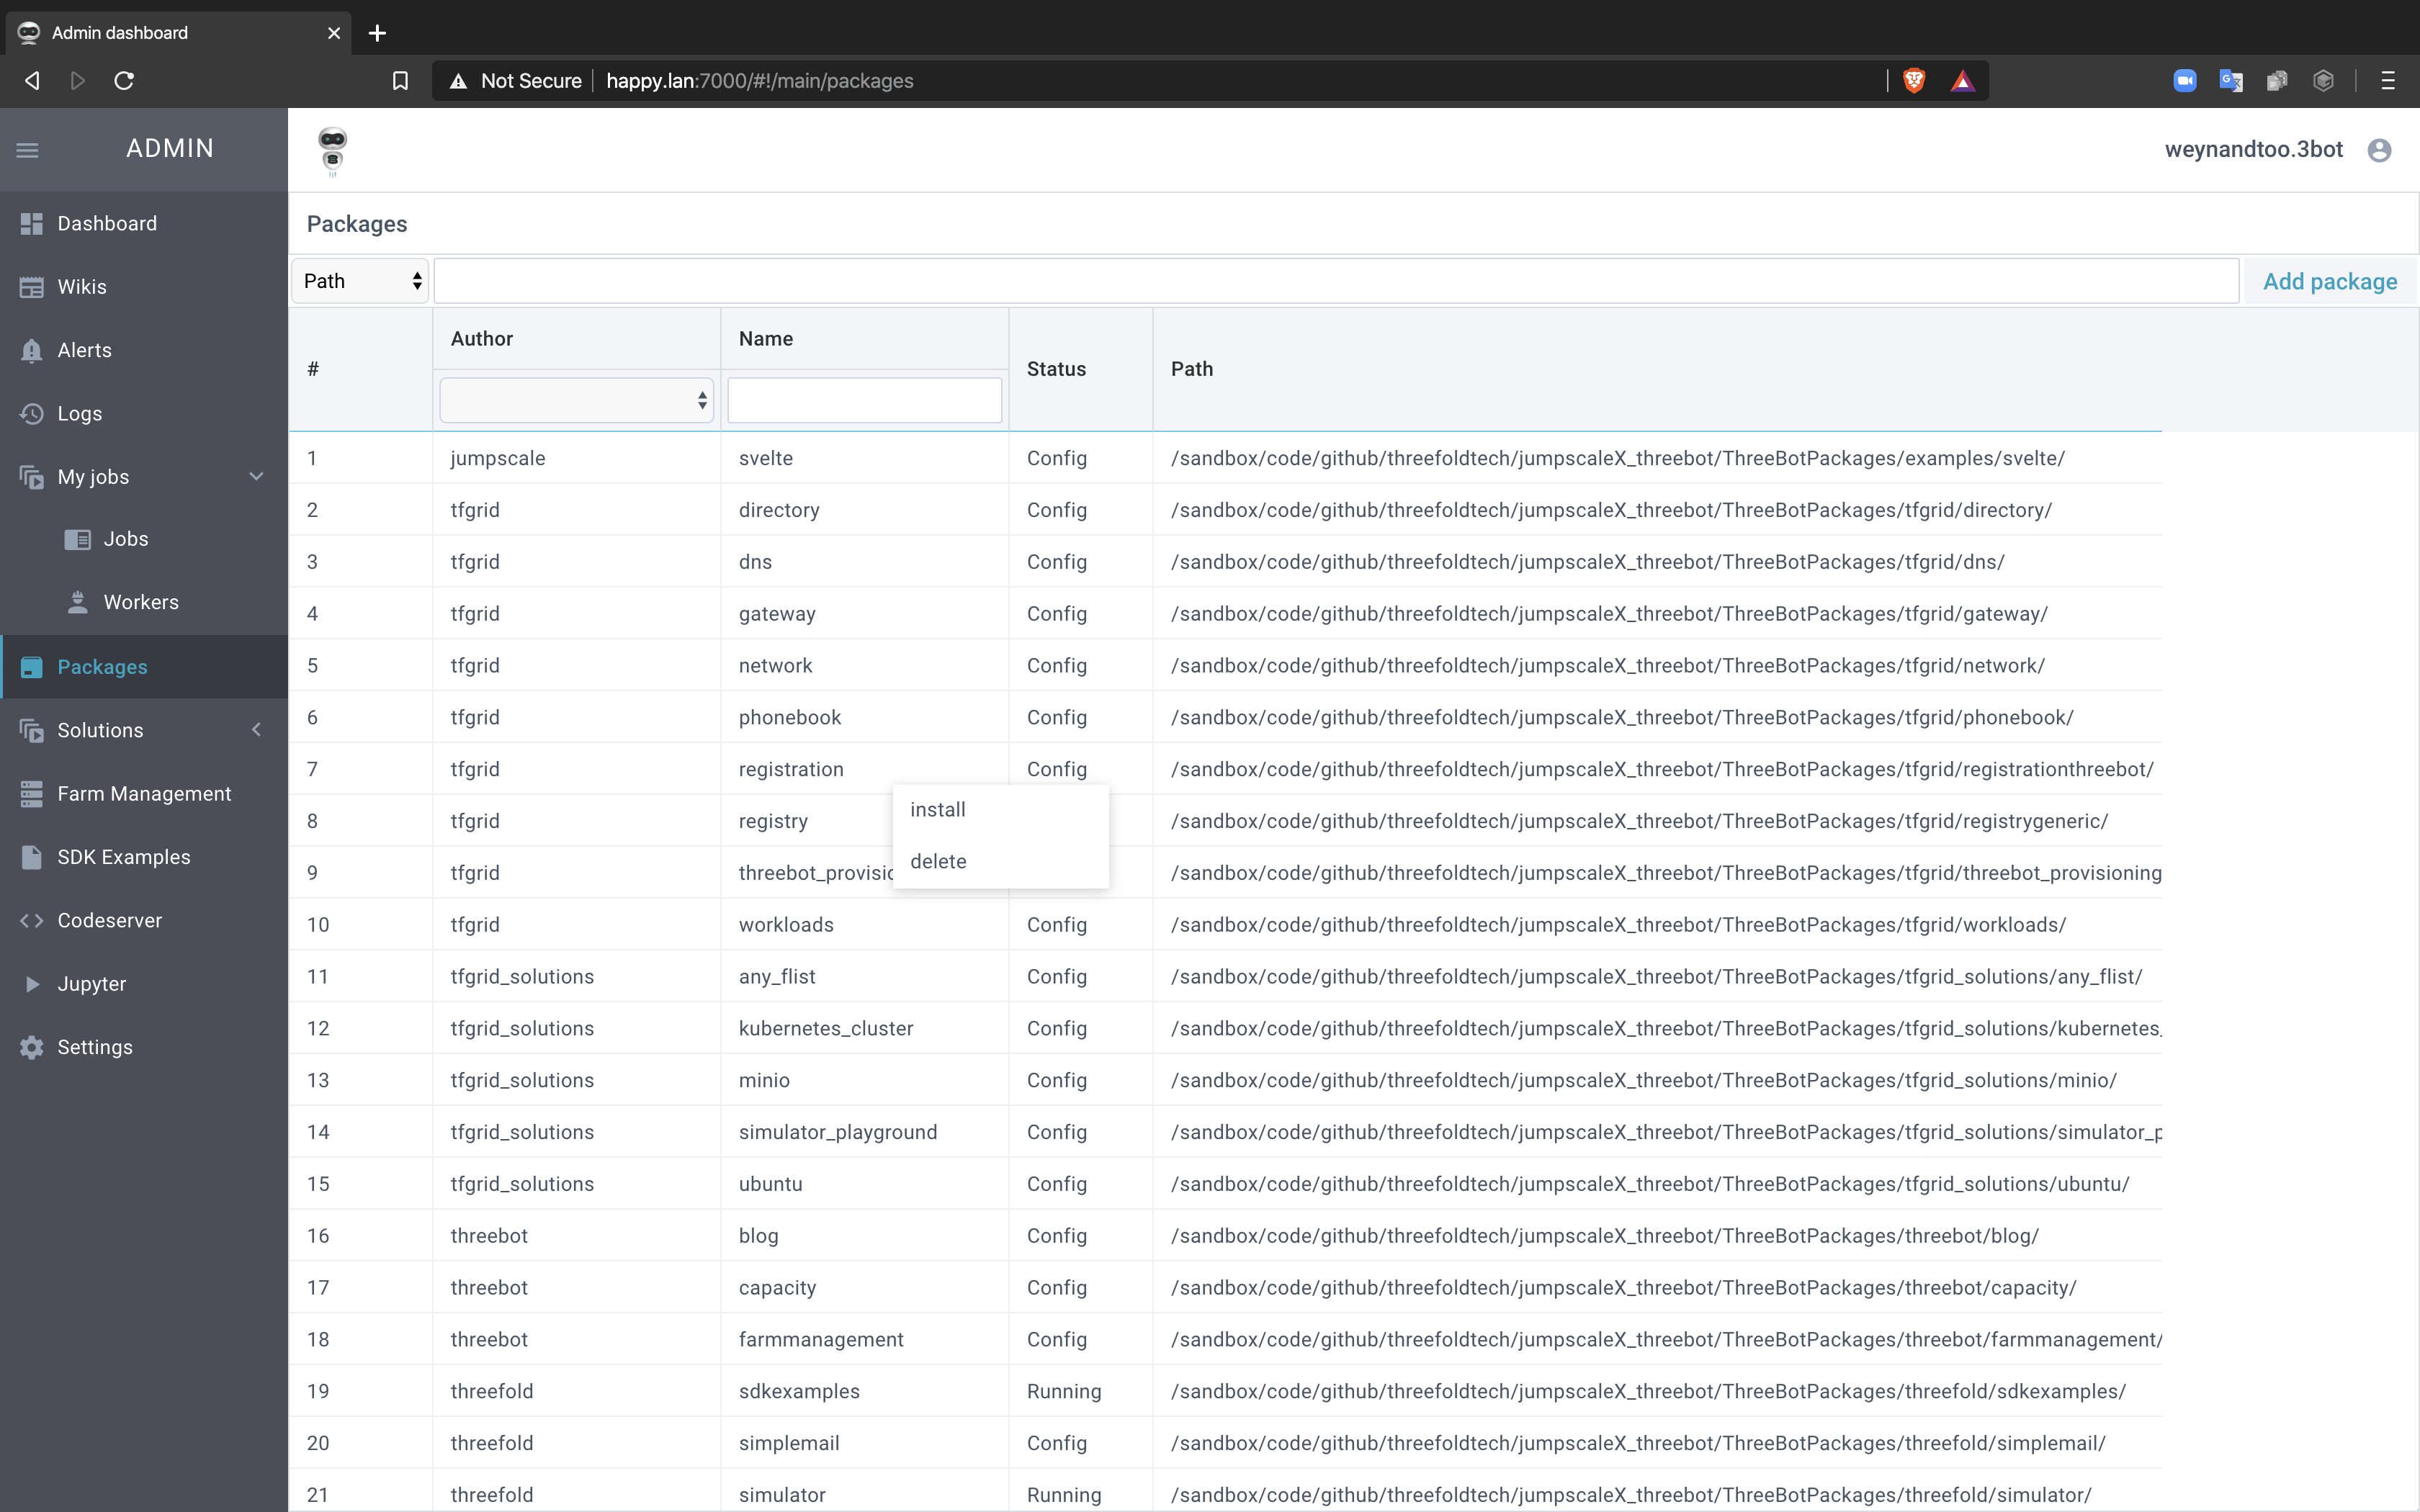 Admin dashboard
Not Secure happy.lan:7000/#!/main/packages
ADMIN
weynandtoo.3bot
Dashboard
Wikis
Alerts
Logs
My jobs
Jobs
Workers
Packages
Solutions
Farm Management
SDK Examples
Codeserver
Jupyter
Settings
Packages
Path Add package
# Author Name Status Path
1 jumpscale svelte Config /sandbox/code/github/threefoldtech/jumpscaleX_threebot/ThreeBotPackages/examples/svelte/
2 tfgrid directory Config /sandbox/code/github/threefoldtech/jumpscaleX_threebot/ThreeBotPackages/tfgrid/directory/
3 tfgrid dns Config /sandbox/code/github/threefoldtech/jumpscaleX_threebot/ThreeBotPackages/tfgrid/dns/
4 tfgrid gateway Config /sandbox/code/github/threefoldtech/jumpscaleX_threebot/ThreeBotPackages/tfgrid/gateway/
5 tfgrid network Config /sandbox/code/github/threefoldtech/jumpscaleX_threebot/ThreeBotPackages/tfgrid/network/
6 tfgrid phonebook Config /sandbox/code/github/threefoldtech/jumpscaleX_threebot/ThreeBotPackages/tfgrid/phonebook/
7 tfgrid registration Config /sandbox/code/github/threefoldtech/jumpscaleX_threebot/ThreeBotPackages/tfgrid/registrationthreebot/
install
8 tfgrid registry /sandbox/code/github/threefoldtech/jumpscaleX_threebot/ThreeBotPackages/tfgrid/registrygeneric/
delete
9 tfgrid threebot_provisic /sandbox/code/github/threefoldtech/jumpscaleX_threebot/ThreeBotPackages/tfgrid/threebot_provisioning
10 tfgrid workloads Config /sandbox/code/github/threefoldtech/jumpscaleX_threebot/ThreeBotPackages/tfgrid/workloads/
11 tfgrid_solutions any_flist Config /sandbox/code/github/threefoldtech/jumpscaleX_threebot/ThreeBotPackages/tfgrid_solutions/any_flist/
12 tfgrid_solutions kubernetes_cluster Config /sandbox/code/github/threefoldtech/jumpscaleX_threebot/ThreeBotPackages/tfgrid_solutions/kubernetes_
13 tfgrid_solutions minio Config /sandbox/code/github/threefoldtech/jumpscaleX_threebot/ThreeBotPackages/tfgrid_solutions/minio/
14 tfgrid_solutions simulator_playground Config /sandbox/code/github/threefoldtech/jumpscaleX_threebot/ThreeBotPackages/tfgrid_solutions/simulator_p
15 tfgrid_solutions ubuntu Config /sandbox/code/github/threefoldtech/jumpscaleX_threebot/ThreeBotPackages/tfgrid_solutions/ubuntu/
16 threebot blog Config /sandbox/code/github/threefoldtech/jumpscaleX_threebot/ThreeBotPackages/threebot/blog/
17 threebot capacity Config /sandbox/code/github/threefoldtech/jumpscaleX_threebot/ThreeBotPackages/threebot/capacity/
18 threebot farmmanagement Config /sandbox/code/github/threefoldtech/jumpscaleX_threebot/ThreeBotPackages/threebot/farmmanagement/
19 threefold sdkexamples Running /sandbox/code/github/threefoldtech/jumpscaleX_threebot/ThreeBotPackages/threefold/sdkexamples/
20 threefold simplemail Config /sandbox/code/github/threefoldtech/jumpscaleX_threebot/ThreeBotPackages/threefold/simplemail/
21 threefold simulator Running /sandbox/code/github/threefoldtech/jumpscaleX_threebot/ThreeBotPackages/threefold/simulator/